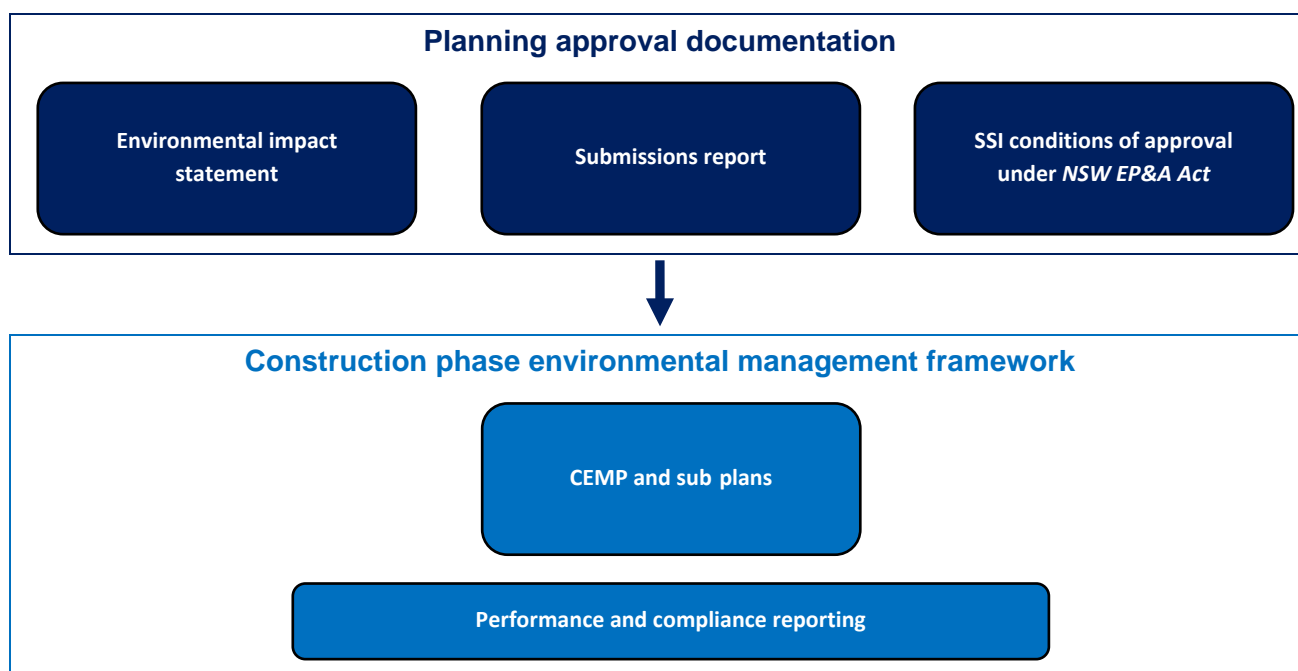 Planning approval documentation
Environmental impact
statement
Submissions report
SSI conditions of approval
under NSW EP&A Act
Construction phase environmental management framework
CEMP and sub plans
Performance and compliance reporting